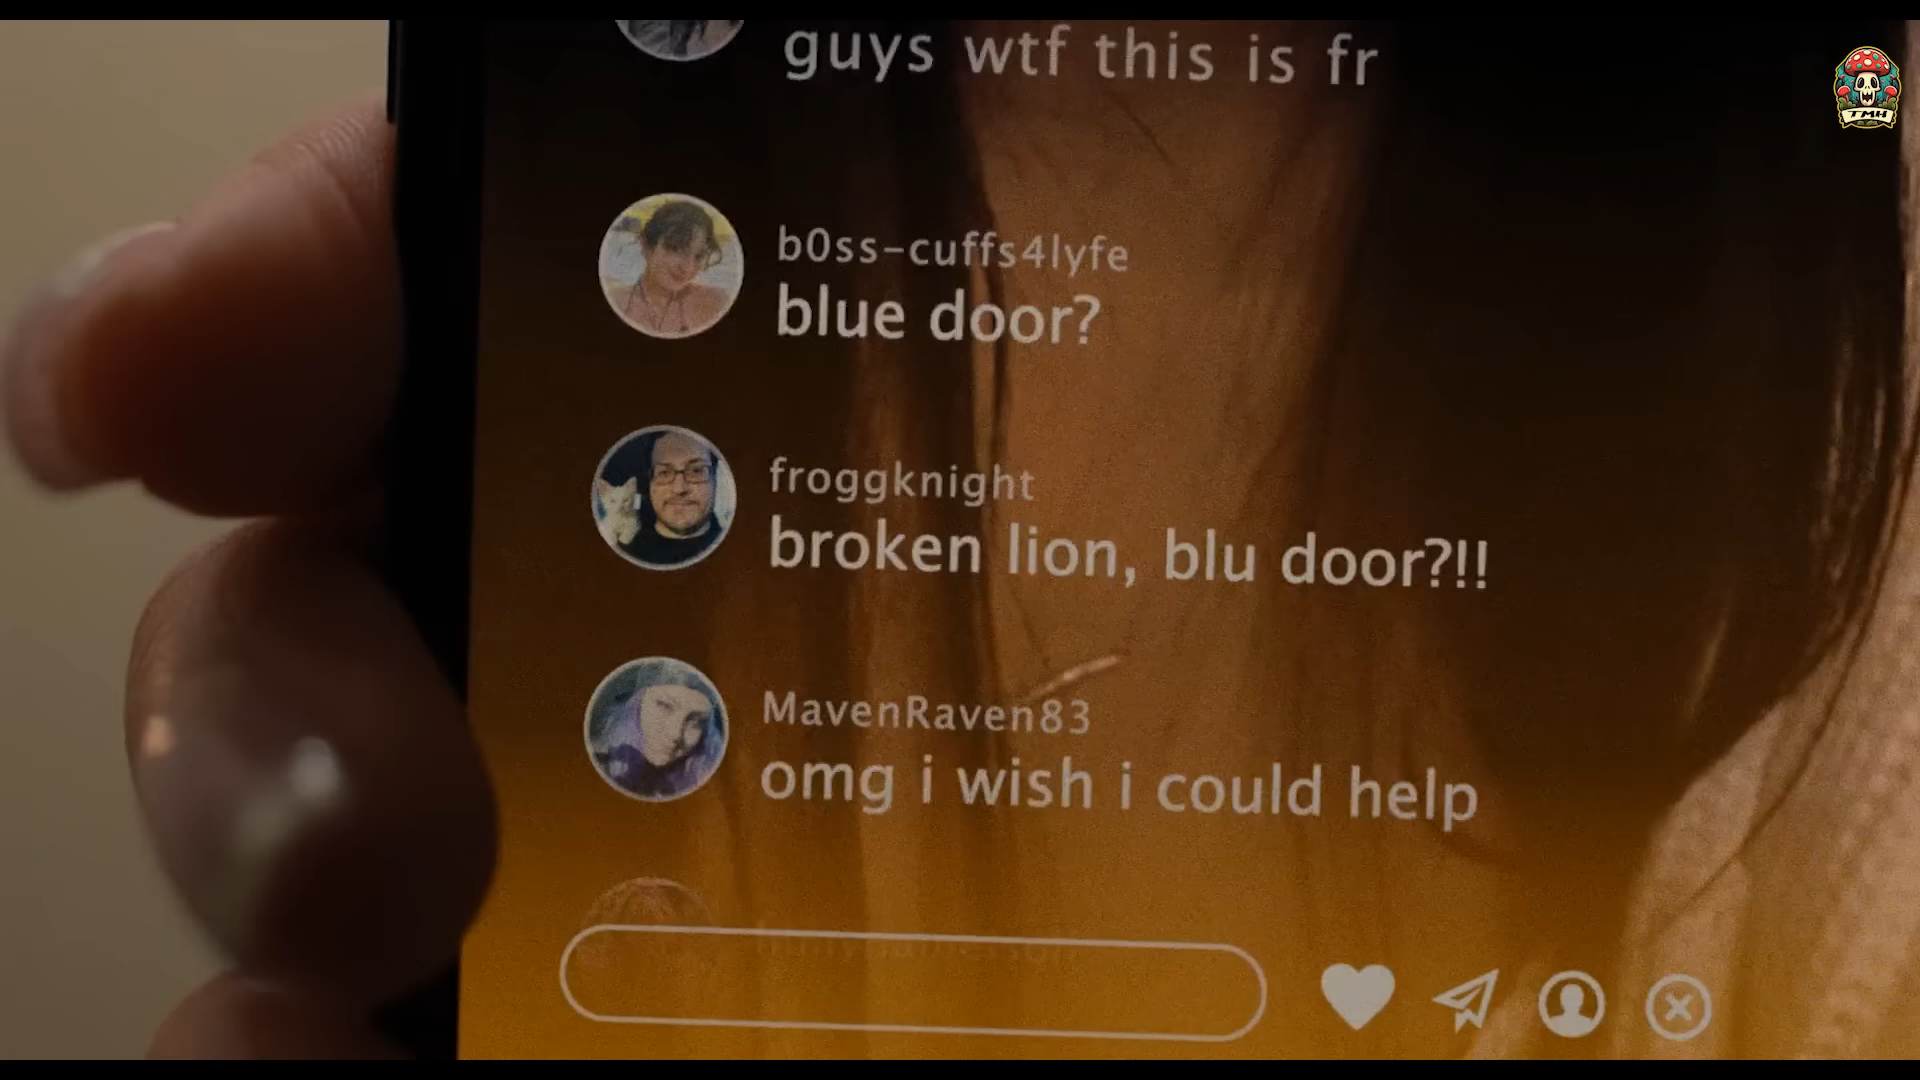 guys wtf this is fr
TMH
b0ss-cuffs4lyfe
blue door?
froggknight
broken lion, blu door?!!
MavenRaven83
omg i wish i could help